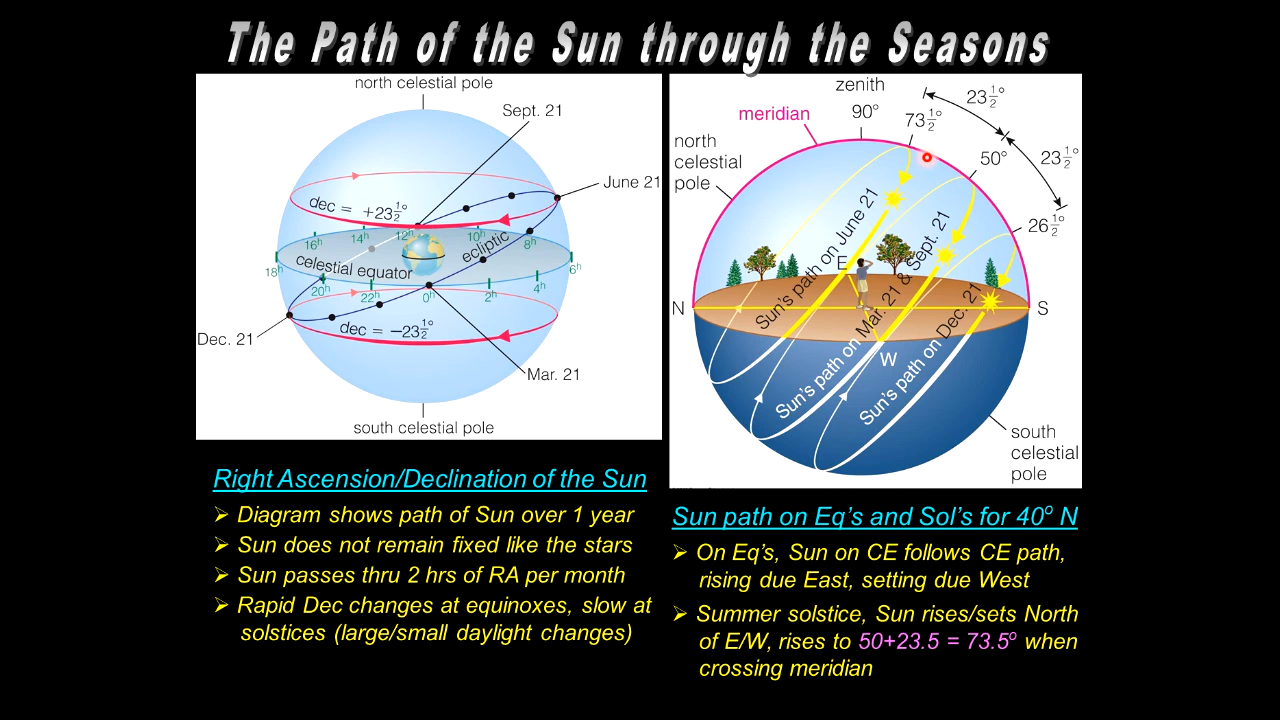 The Path of the Sun through the Seasons
north celestial pole
Sept. 21
June 21
dec = +23½°
16h
14h
12h
10h
8h
18h
celestial equator
ecliptic
6h
20h
22h
0h
2h
4h
dec = −23½°
Dec. 21
Mar. 21
south celestial pole
zenith
90°
meridian
73½°
23½°
north
celestial
pole
50°
23½°
26½°
Sun's path on June 21
Sun's path on Mar. 21 & Sept. 21
Sun's path on Dec. 21
E
N
S
W
south
celestial
pole
Right Ascension/Declination of the Sun
➢ Diagram shows path of Sun over 1 year
➢ Sun does not remain fixed like the stars
➢ Sun passes thru 2 hrs of RA per month
➢ Rapid Dec changes at equinoxes, slow at
solstices (large/small daylight changes)
Sun path on Eq's and Sol's for 40° N
➢ On Eq's, Sun on CE follows CE path,
rising due East, setting due West
➢ Summer solstice, Sun rises/sets North
of E/W, rises to 50+23.5 = 73.5° when
crossing meridian